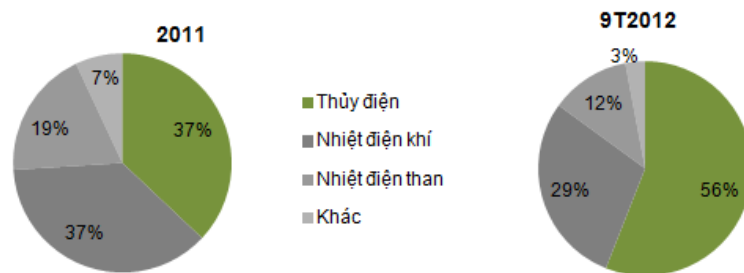 2011
7%
37%
19%
37%
Thủy điện
Nhiệt điện khí
Nhiệt điện than
Khác
9T2012
3%
12%
29%
56%